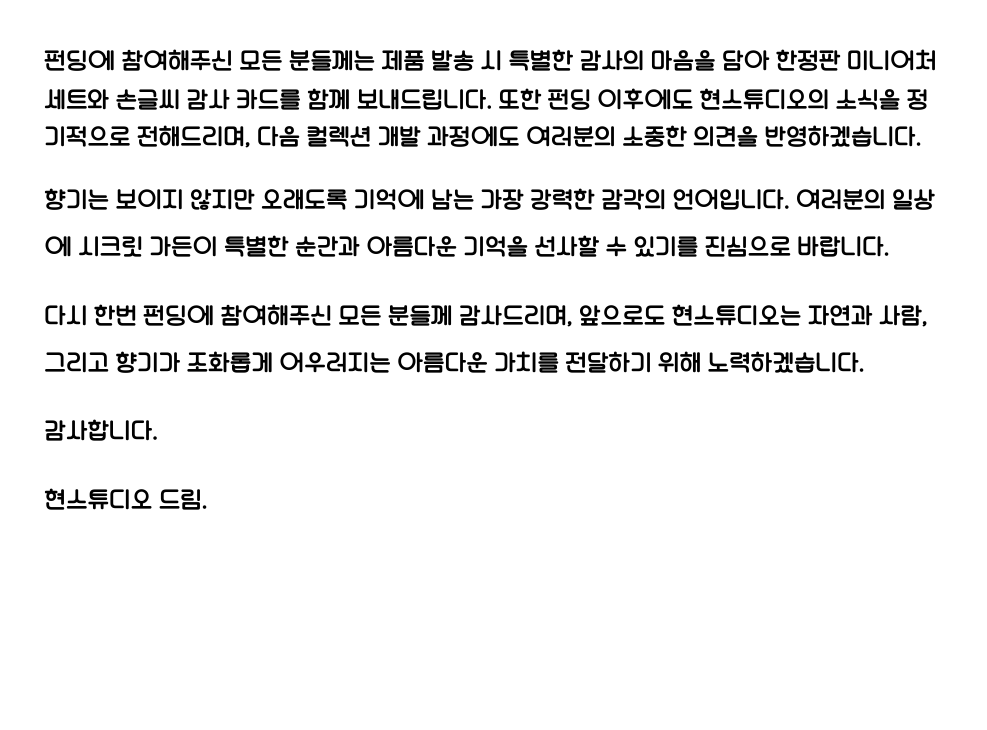 펀딩에 참여해주신 모든 분들께는 제품 발송 시 특별한 감사의 마음을 담아 한정판 미니어처
세트와 손글씨 감사 카드를 함께 보내드립니다. 또한 펀딩 이후에도 현스튜디오의 소식을 정
기적으로 전해드리며, 다음 컬렉션 개발 과정에도 여러분의 소중한 의견을 반영하겠습니다.
향기는 보이지 않지만 오래도록 기억에 남는 가장 강력한 감각의 언어입니다. 여러분의 일상
에 시크릿 가든이 특별한 순간과 아름다운 기억을 선사할 수 있기를 진심으로 바랍니다.
다시 한번 펀딩에 참여해주신 모든 분들께 감사드리며, 앞으로도 현스튜디오는 자연과 사람,
그리고 향기가 조화롭게 어우러지는 아름다운 가치를 전달하기 위해 노력하겠습니다.
감사합니다.
현스튜디오 드림.